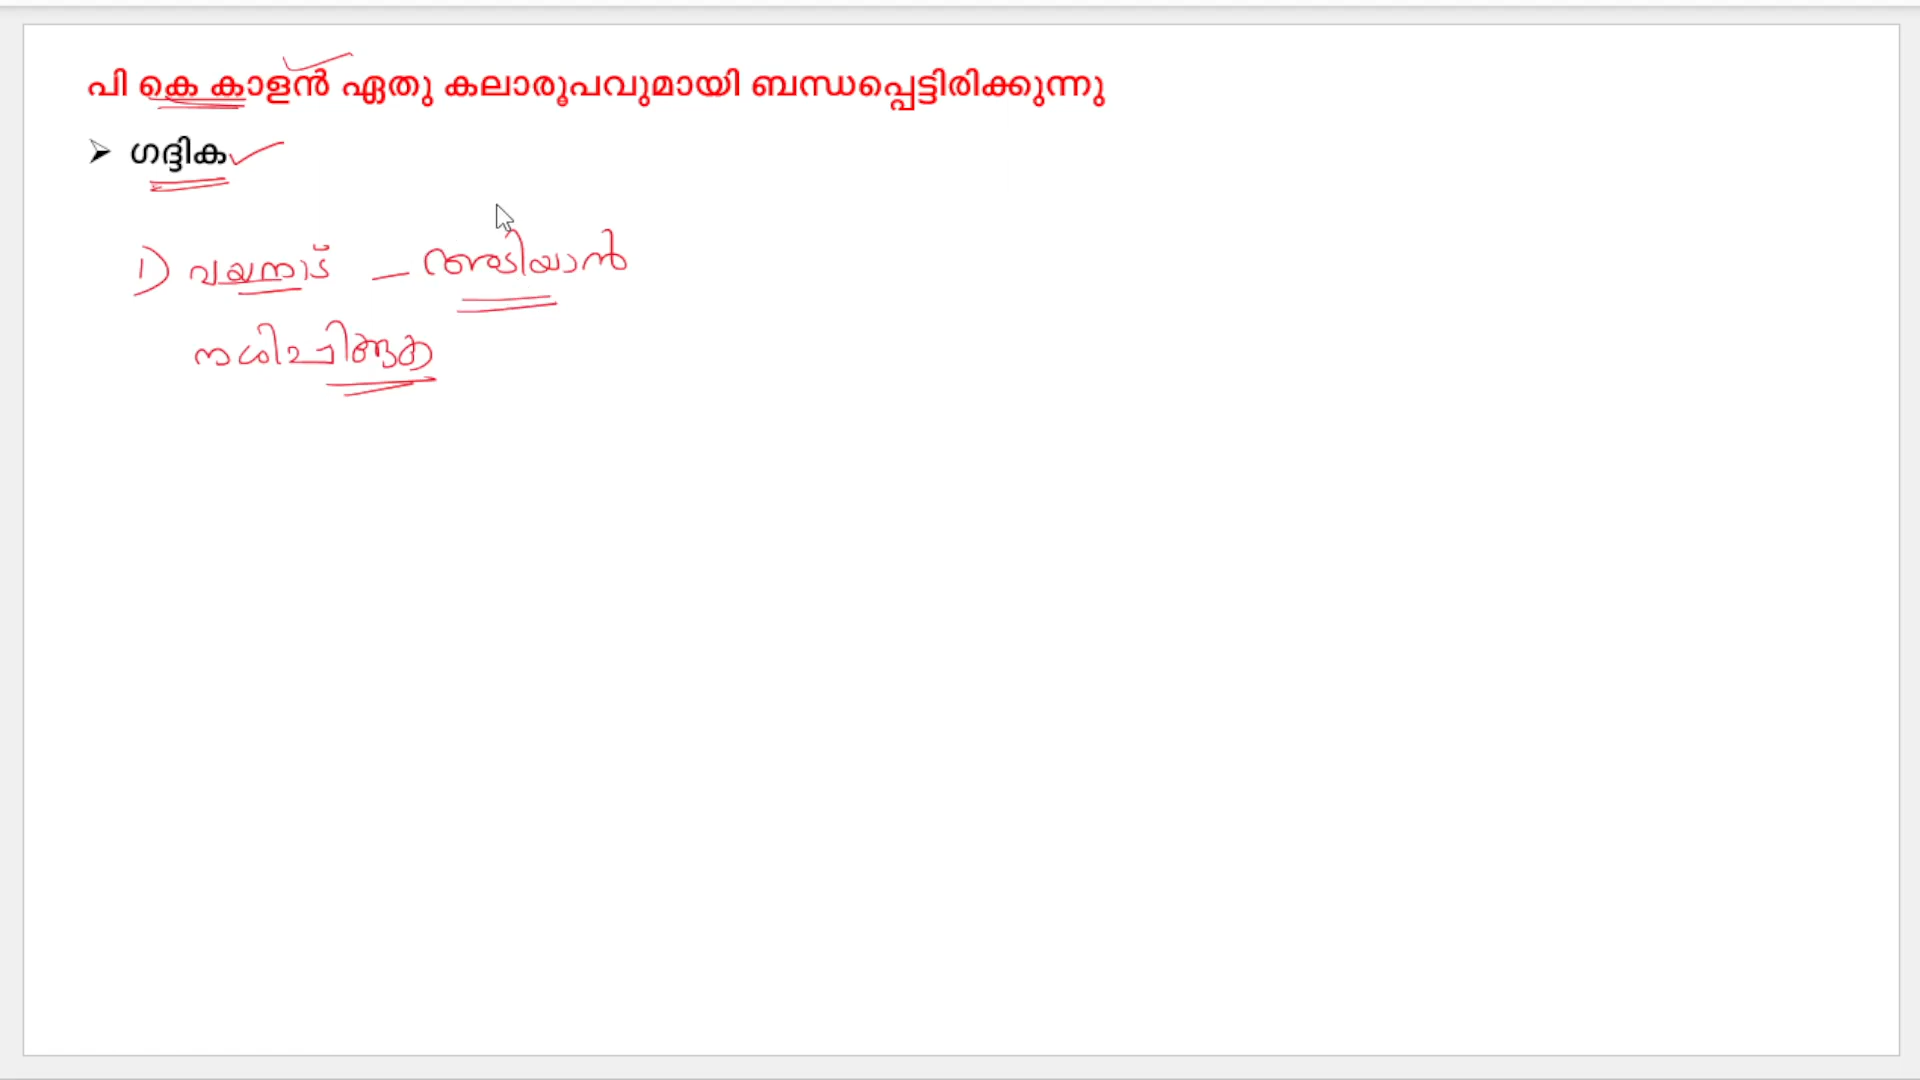 പി കെ കാളൻ ഏതു കലാരൂപവുമായി ബന്ധപ്പെട്ടിരിക്കുന്നു
➢ ഗദ്ദിക
1) വയനാട് – അടിയാൻ